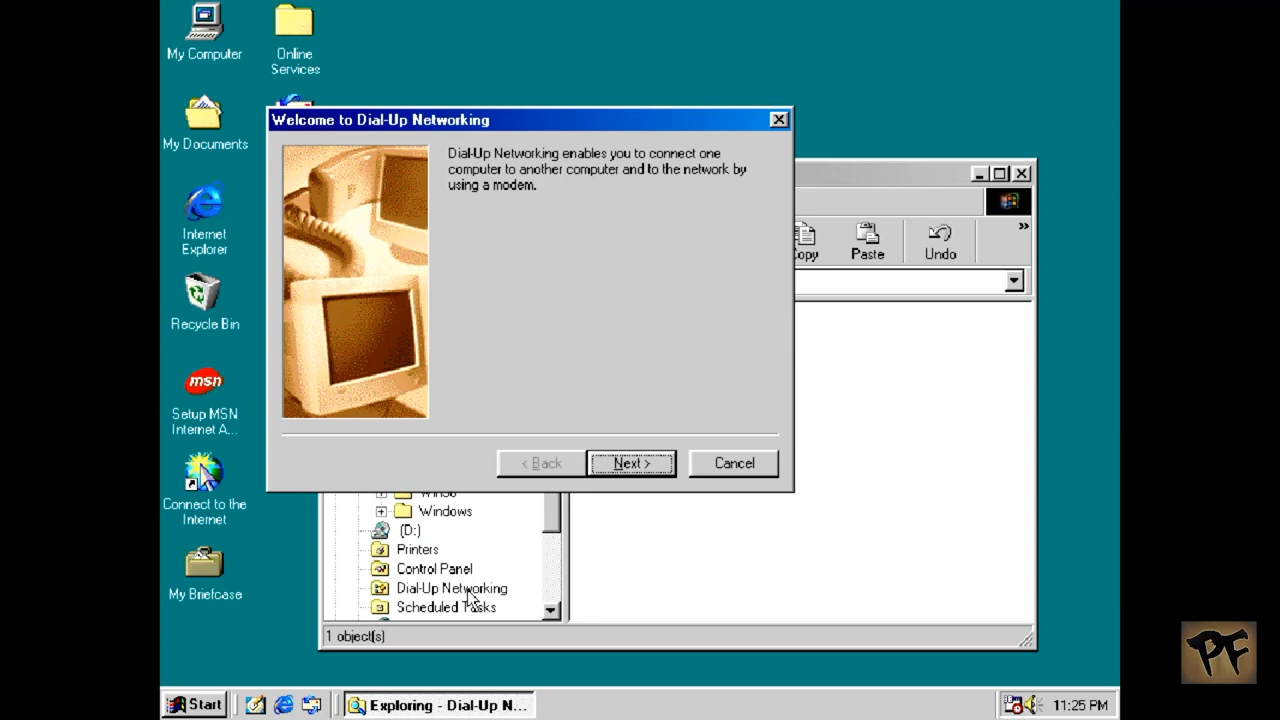 My Computer
Online
Services
My Documents
Internet
Explorer
Recycle Bin
msn
Setup MSN
Internet A...
Connect to the
Internet
My Briefcase
Welcome to Dial-Up Networking
Dial-Up Networking enables you to connect one
computer to another computer and to the network by
using a modem.
< Back
Next >
Cancel
Paste
Undo
»
Windows
(D:)
Printers
Control Panel
Dial-Up Networking
Scheduled Tasks
1 object(s)
Start
Exploring - Dial-Up N...
11:25 PM
PF